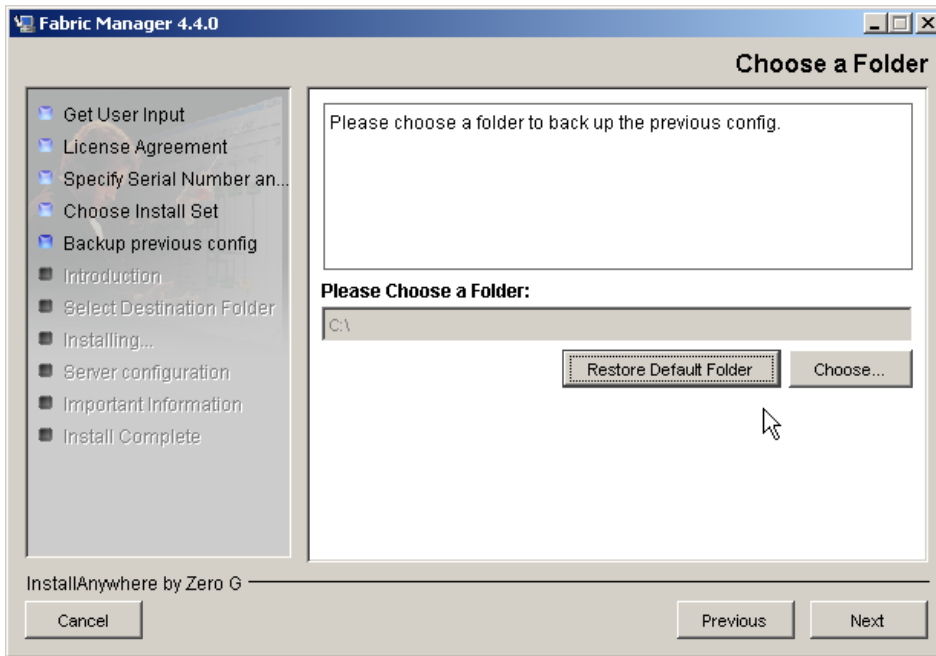 Fabric Manager 4.4.0
Choose a Folder
Get User Input
License Agreement
Specify Serial Number an...
Choose Install Set
Backup previous config
Introduction
Select Destination Folder
Installing...
Server configuration
Important Information
Install Complete
Please choose a folder to back up the previous config.
Please Choose a Folder:
C:\
Restore Default Folder
Choose...
InstallAnywhere by Zero G
Cancel
Previous
Next